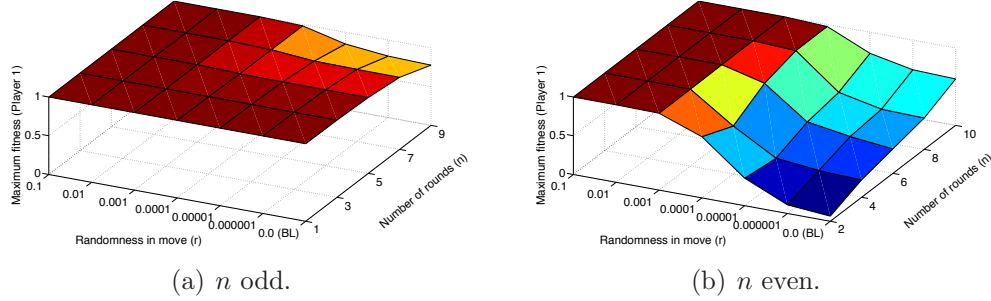 Maximum fitness (Player 1)
1
0.5
0
0.1
0.01
0.001
0.0001
0.00001
0.000001
0.0 (BL)
Randomness in move (r)
1
3
5
7
9
Number of rounds (n)
(a) n odd.
Maximum fitness (Player 1)
1
0.5
0
0.1
0.01
0.001
0.0001
0.00001
0.000001
0.0 (BL)
Randomness in move (r)
2
4
6
8
10
Number of rounds (n)
(b) n even.